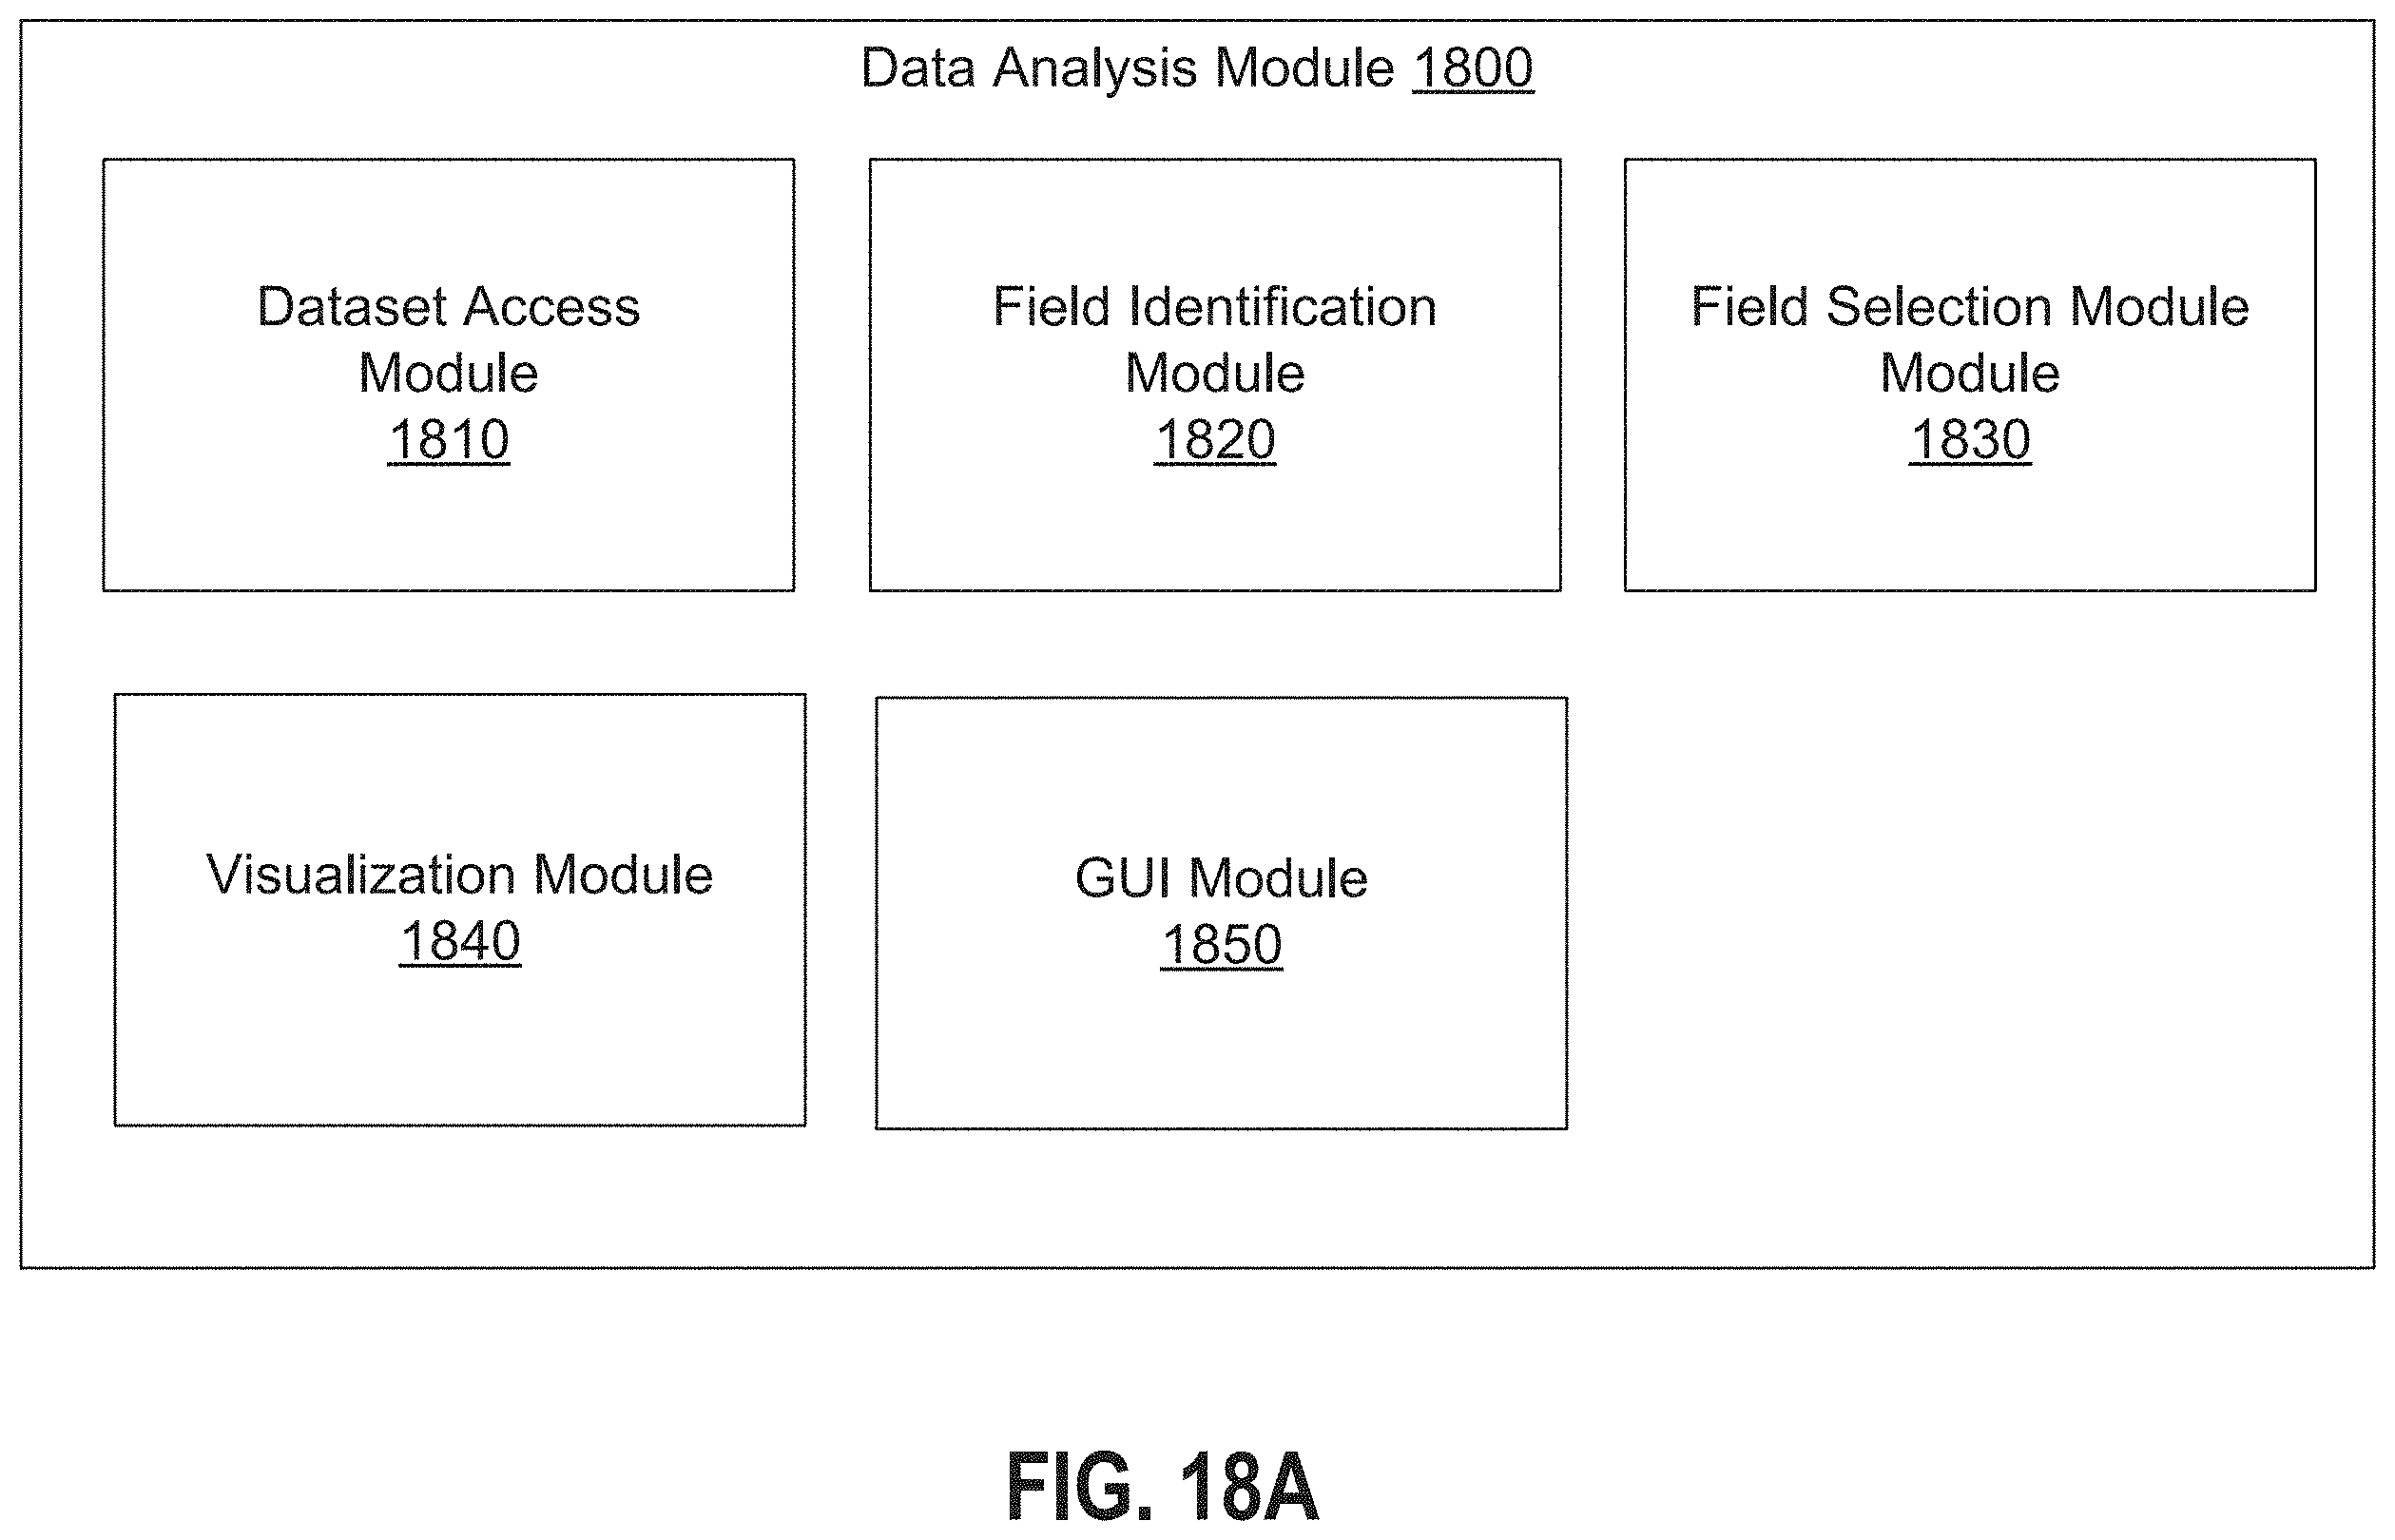 Data Analysis Module 1800
Dataset Access
Module
1810
Field Identification
Module
1820
Field Selection Module
Module
1830
Visualization Module
1840
GUI Module
1850
FIG. 18A